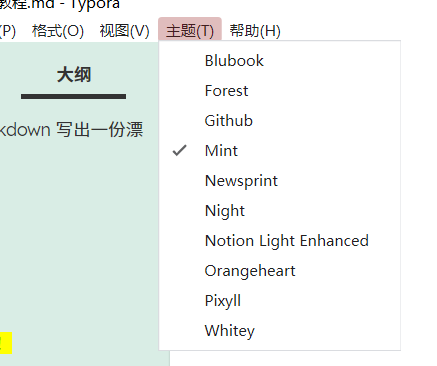 教程.md - Typora
(P) 格式(O) 视图(V) 主题(T) 帮助(H)
大纲
kdown 写出一份漂
Blubook
Forest
Github
Mint
Newsprint
Night
Notion Light Enhanced
Orangeheart
Pixyll
Whitey